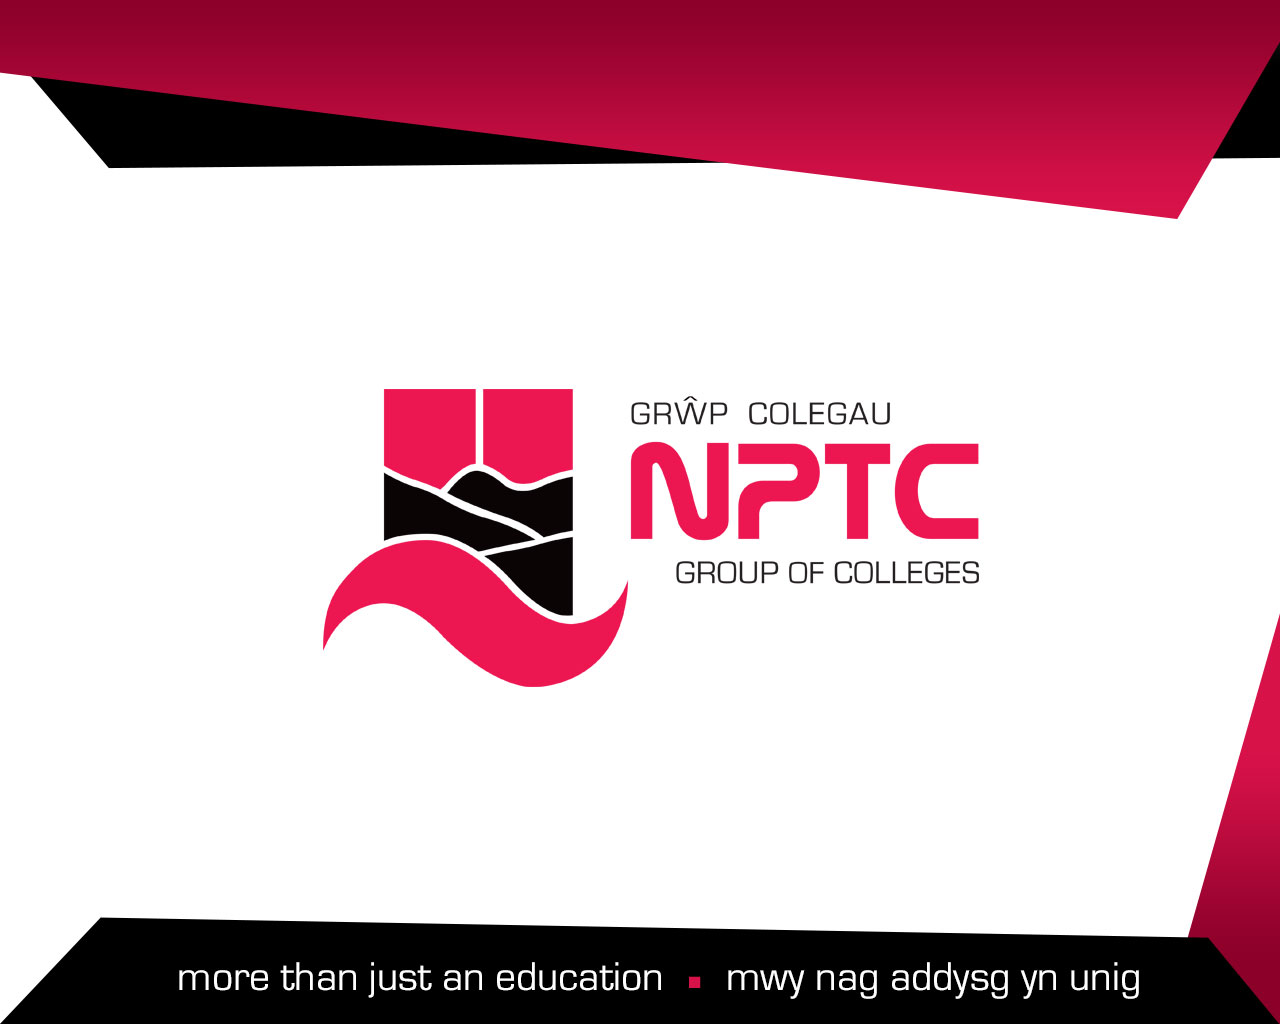 GRŴP COLEGAU
NPTC
GROUP OF COLLEGES
more than just an education ▪ mwy nag addysg yn unig